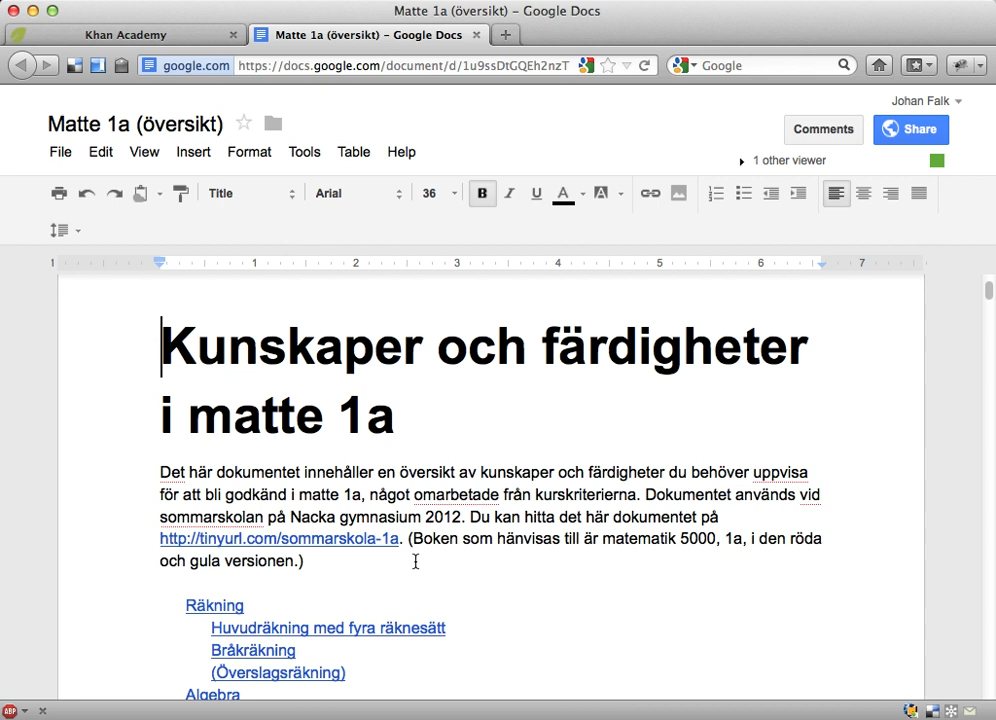 Matte 1a (översikt) – Google Docs
Khan Academy
Matte 1a (översikt) – Google Docs
google.com https://docs.google.com/document/d/1u9ssDtGQEh2nzT
Google
Johan Falk
Matte 1a (översikt)
Comments Share
File Edit View Insert Format Tools Table Help
1 other viewer
Title Arial 36 B I U A A
1 1 2 3 4 5 6 7
Kunskaper och färdigheter
i matte 1a
Det här dokumentet innehåller en översikt av kunskaper och färdigheter du behöver uppvisa
för att bli godkänd i matte 1a, något omarbetade från kurskriterierna. Dokumentet används vid
sommarskolan på Nacka gymnasium 2012. Du kan hitta det här dokumentet på
http://tinyurl.com/sommarskola-1a. (Boken som hänvisas till är matematik 5000, 1a, i den röda
och gula versionen.)
Räkning
Huvudräkning med fyra räknesätt
Bråkräkning
(Överslagsräkning)
Algebra
ABP